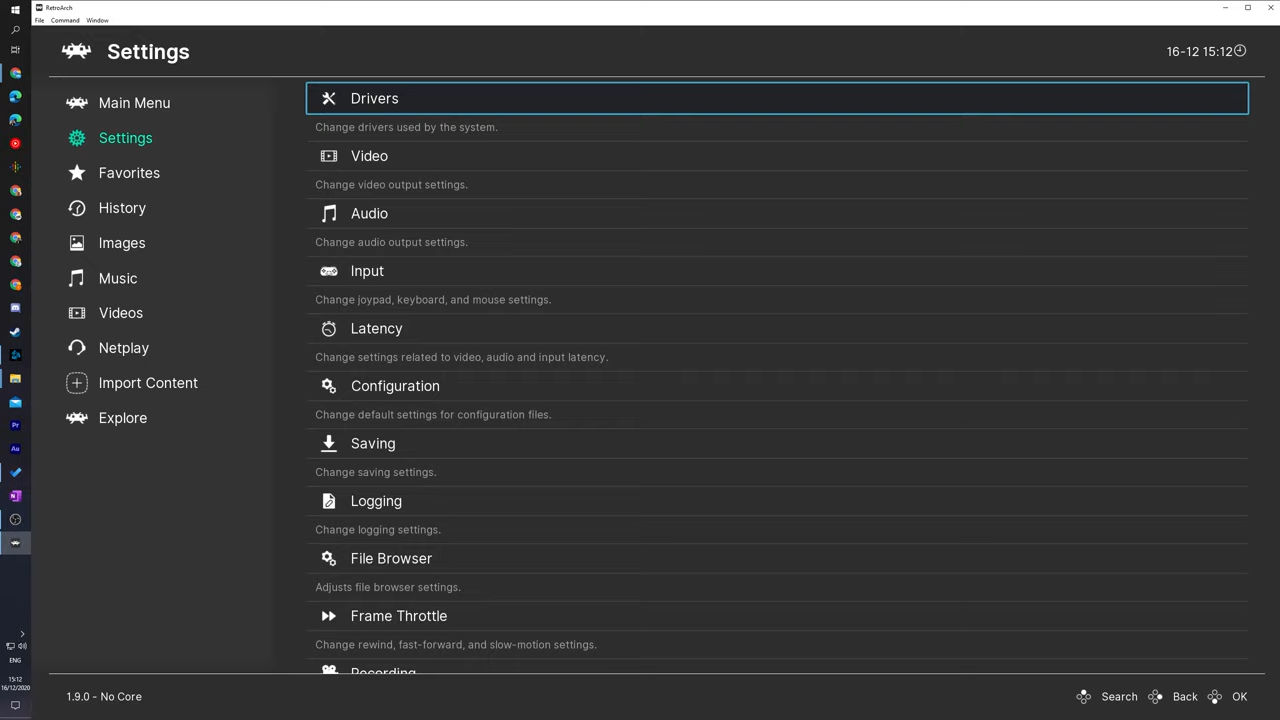 RetroArch
File Command Window
Settings
16-12 15:12
Main Menu
Settings
Favorites
History
Images
Music
Videos
Netplay
Import Content
Explore
Drivers
Change drivers used by the system.
Video
Change video output settings.
Audio
Change audio output settings.
Input
Change joypad, keyboard, and mouse settings.
Latency
Change settings related to video, audio and input latency.
Configuration
Change default settings for configuration files.
Saving
Change saving settings.
Logging
Change logging settings.
File Browser
Adjusts file browser settings.
Frame Throttle
Change rewind, fast-forward, and slow-motion settings.
Recording
1.9.0 - No Core
Search Back OK
Pr
Au
ENG
15:12
16/12/2020